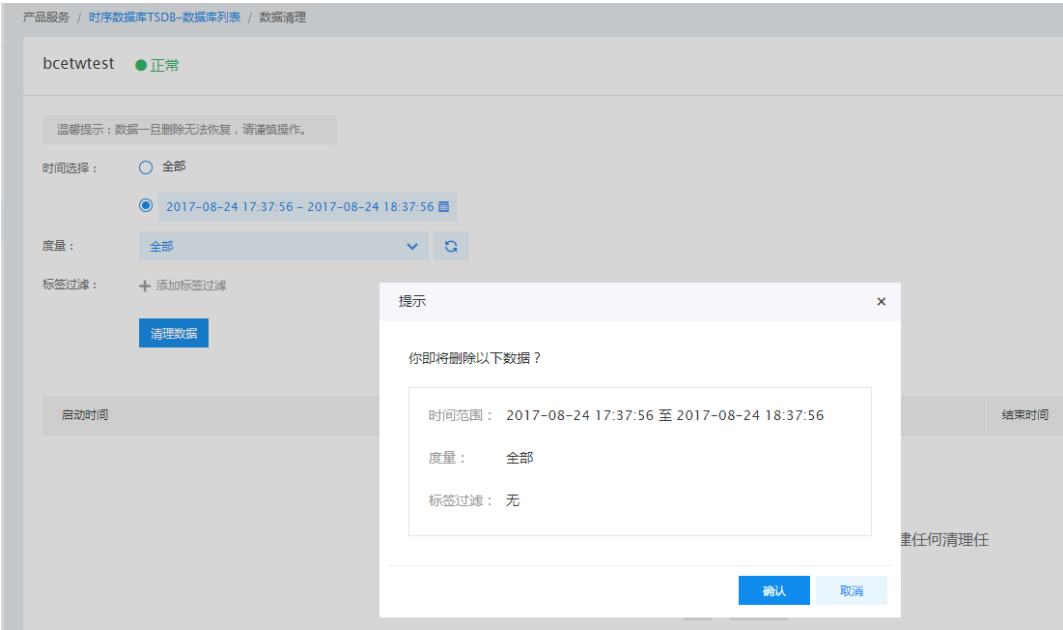 产品服务 / 时序数据库TSDB-数据库列表 / 数据清理
bcetwtest 正常
温馨提示：数据一旦删除无法恢复，请谨慎操作。
时间选择： 全部
2017-08-24 17:37:56 - 2017-08-24 18:37:56
度量： 全部
标签过滤： 添加标签过滤
清理数据
提示
你即将删除以下数据？
时间范围： 2017-08-24 17:37:56 至 2017-08-24 18:37:56
度量： 全部
标签过滤： 无
确认 取消
启动时间 结束时间
建任何清理任